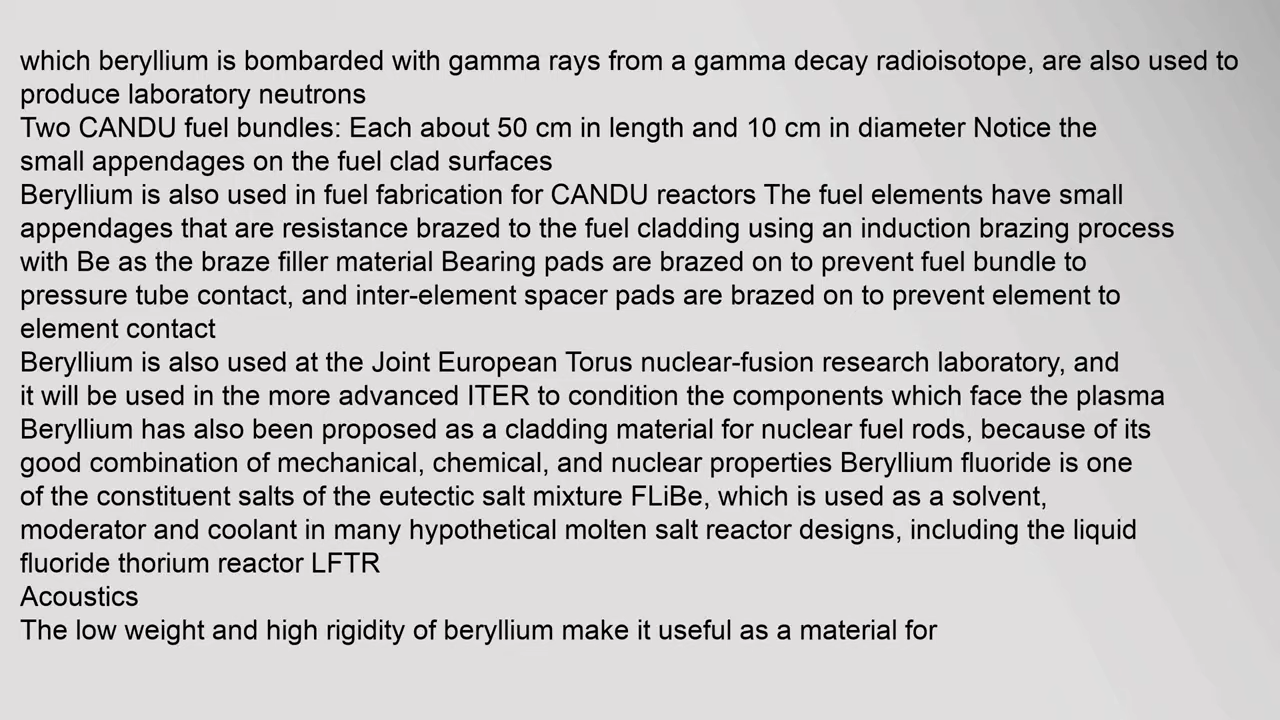 which beryllium is bombarded with gamma rays from a gamma decay radioisotope, are also used to
produce laboratory neutrons
Two CANDU fuel bundles: Each about 50 cm in length and 10 cm in diameter Notice the
small appendages on the fuel clad surfaces
Beryllium is also used in fuel fabrication for CANDU reactors The fuel elements have small
appendages that are resistance brazed to the fuel cladding using an induction brazing process
with Be as the braze filler material Bearing pads are brazed on to prevent fuel bundle to
pressure tube contact, and inter-element spacer pads are brazed on to prevent element to
element contact
Beryllium is also used at the Joint European Torus nuclear-fusion research laboratory, and
it will be used in the more advanced ITER to condition the components which face the plasma
Beryllium has also been proposed as a cladding material for nuclear fuel rods, because of its
good combination of mechanical, chemical, and nuclear properties Beryllium fluoride is one
of the constituent salts of the eutectic salt mixture FLiBe, which is used as a solvent,
moderator and coolant in many hypothetical molten salt reactor designs, including the liquid
fluoride thorium reactor LFTR
Acoustics
The low weight and high rigidity of beryllium make it useful as a material for